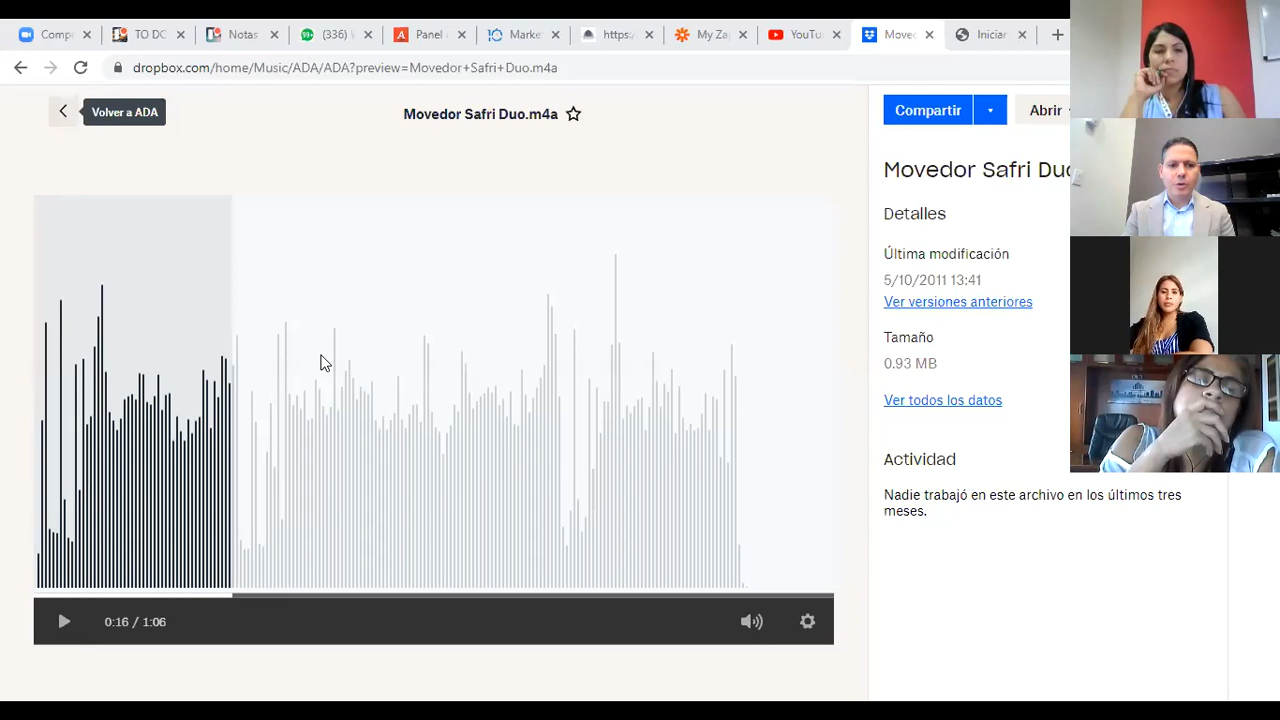 Comp
TO DC
Notas
99+
(336)
Panel
Marke
https:
My Za
YouTu
Moved
Iniciar
dropbox.com/home/Music/ADA/ADA?preview=Movedor+Safri+Duo.m4a
Volver a ADA
Movedor Safri Duo.m4a
Compartir
Abrir
Movedor Safri Duo
Detalles
Última modificación
5/10/2011 13:41
Ver versiones anteriores
Tamaño
0.93 MB
Ver todos los datos
Actividad
Nadie trabajó en este archivo en los últimos tres
meses.
0:16 / 1:06